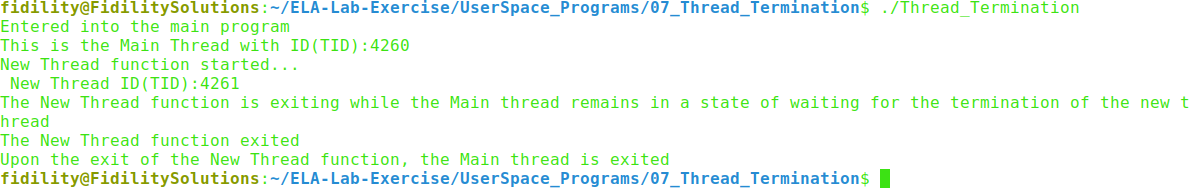 fidility@FidilitySolutions:~/ELA-Lab-Exercise/UserSpace_Programs/07_Thread_Termination$ ./Thread_Termination
Entered into the main program
This is the Main Thread with ID(TID):4260
New Thread function started...
 New Thread ID(TID):4261
The New Thread function is exiting while the Main thread remains in a state of waiting for the termination of the new t
hread
The New Thread function exited
Upon the exit of the New Thread function, the Main thread is exited
fidility@FidilitySolutions:~/ELA-Lab-Exercise/UserSpace_Programs/07_Thread_Termination$